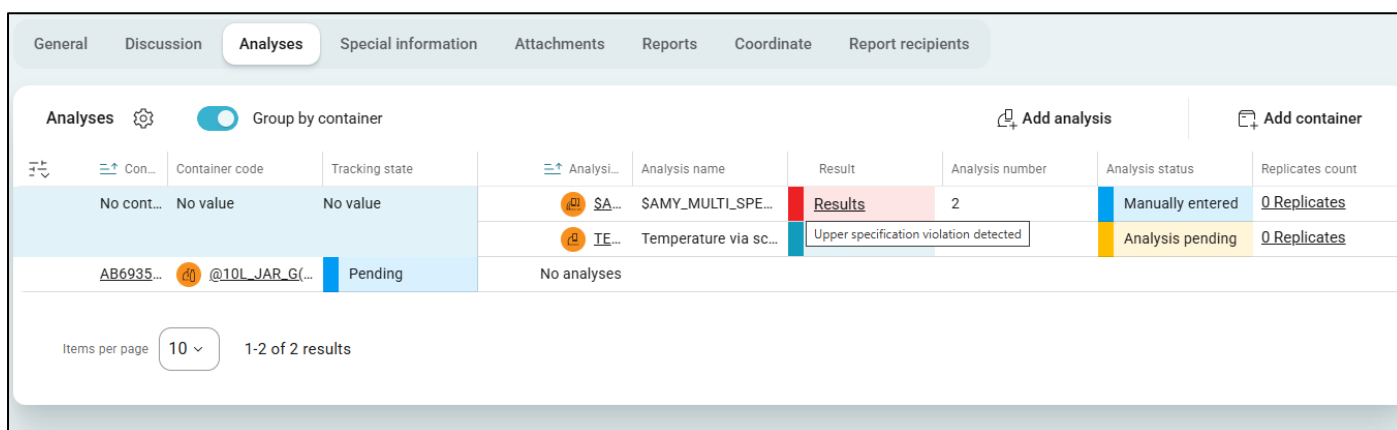 General Discussion Analyses Special information Attachments Reports Coordinate Report recipients
Analyses Group by container Add analysis Add container
Con... Container code Tracking state Analysi... Analysis name Result Analysis number Analysis status Replicates count
No cont... No value No value $A... $AMY_MULTI_SPE... Results 2 Manually entered 0 Replicates
TE... Temperature via sc... Upper specification violation detected Analysis pending 0 Replicates
AB6935... @10L_JAR_G(... Pending No analyses
Items per page 10 1-2 of 2 results